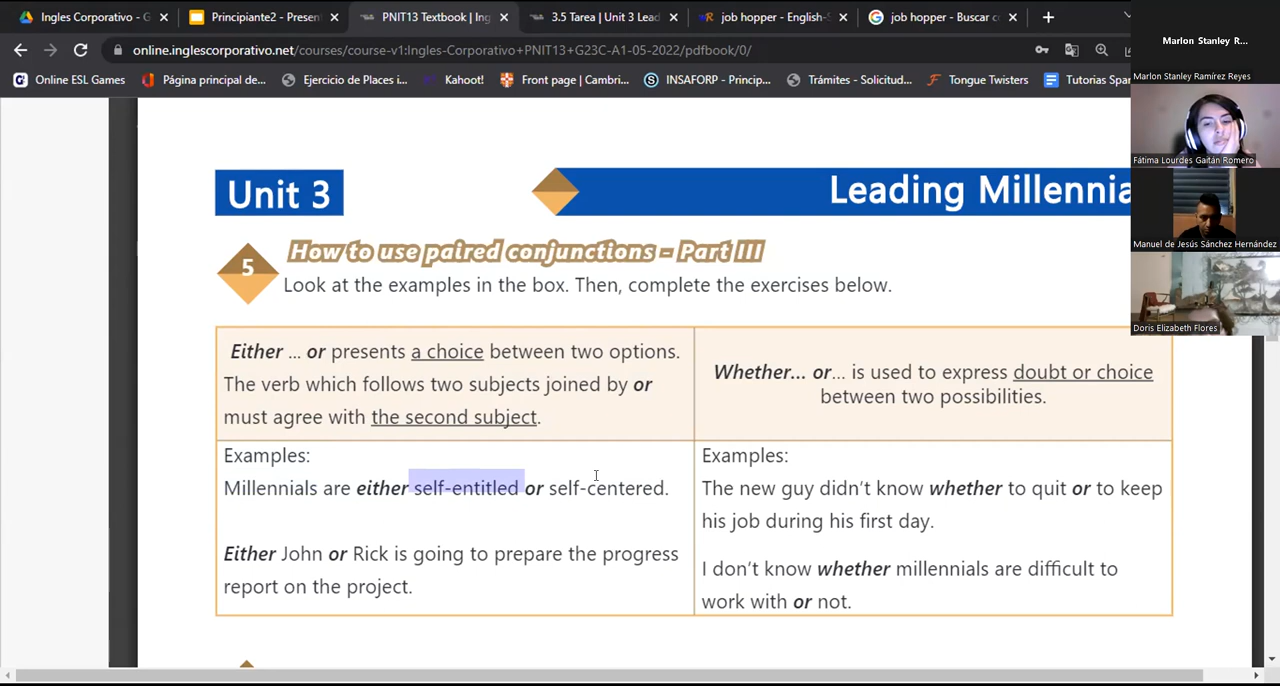 Ingles Corporativo - G
Principiante2 - Present
PNIT13 Textbook | Ing
3.5 Tarea | Unit 3 Lead
job hopper - English-S
job hopper - Buscar co
online.inglescorporativo.net/courses/course-v1:Ingles-Corporativo+PNIT13+G23C-A1-05-2022/pdfbook/0/
Online ESL Games
Página principal de...
Ejercicio de Places i...
Kahoot!
Front page | Cambri...
INSAFORP - Princip...
Trámites - Solicitud...
Tongue Twisters
Tutorias Spar
Marlon Stanley R...
Marlon Stanley Ramírez Reyes
Fátima Lourdes Gaitán Romero
Manuel de Jesús Sánchez Hernández
Doris Elizabeth Flores
Unit 3
Leading Millennia
5
How to use paired conjunctions - Part III
Look at the examples in the box. Then, complete the exercises below.
Either ... or presents a choice between two options.
The verb which follows two subjects joined by or
must agree with the second subject.
Whether... or... is used to express doubt or choice
between two possibilities.
Examples:
Millennials are either self-entitled or self-centered.
Either John or Rick is going to prepare the progress
report on the project.
Examples:
The new guy didn't know whether to quit or to keep
his job during his first day.
I don't know whether millennials are difficult to
work with or not.